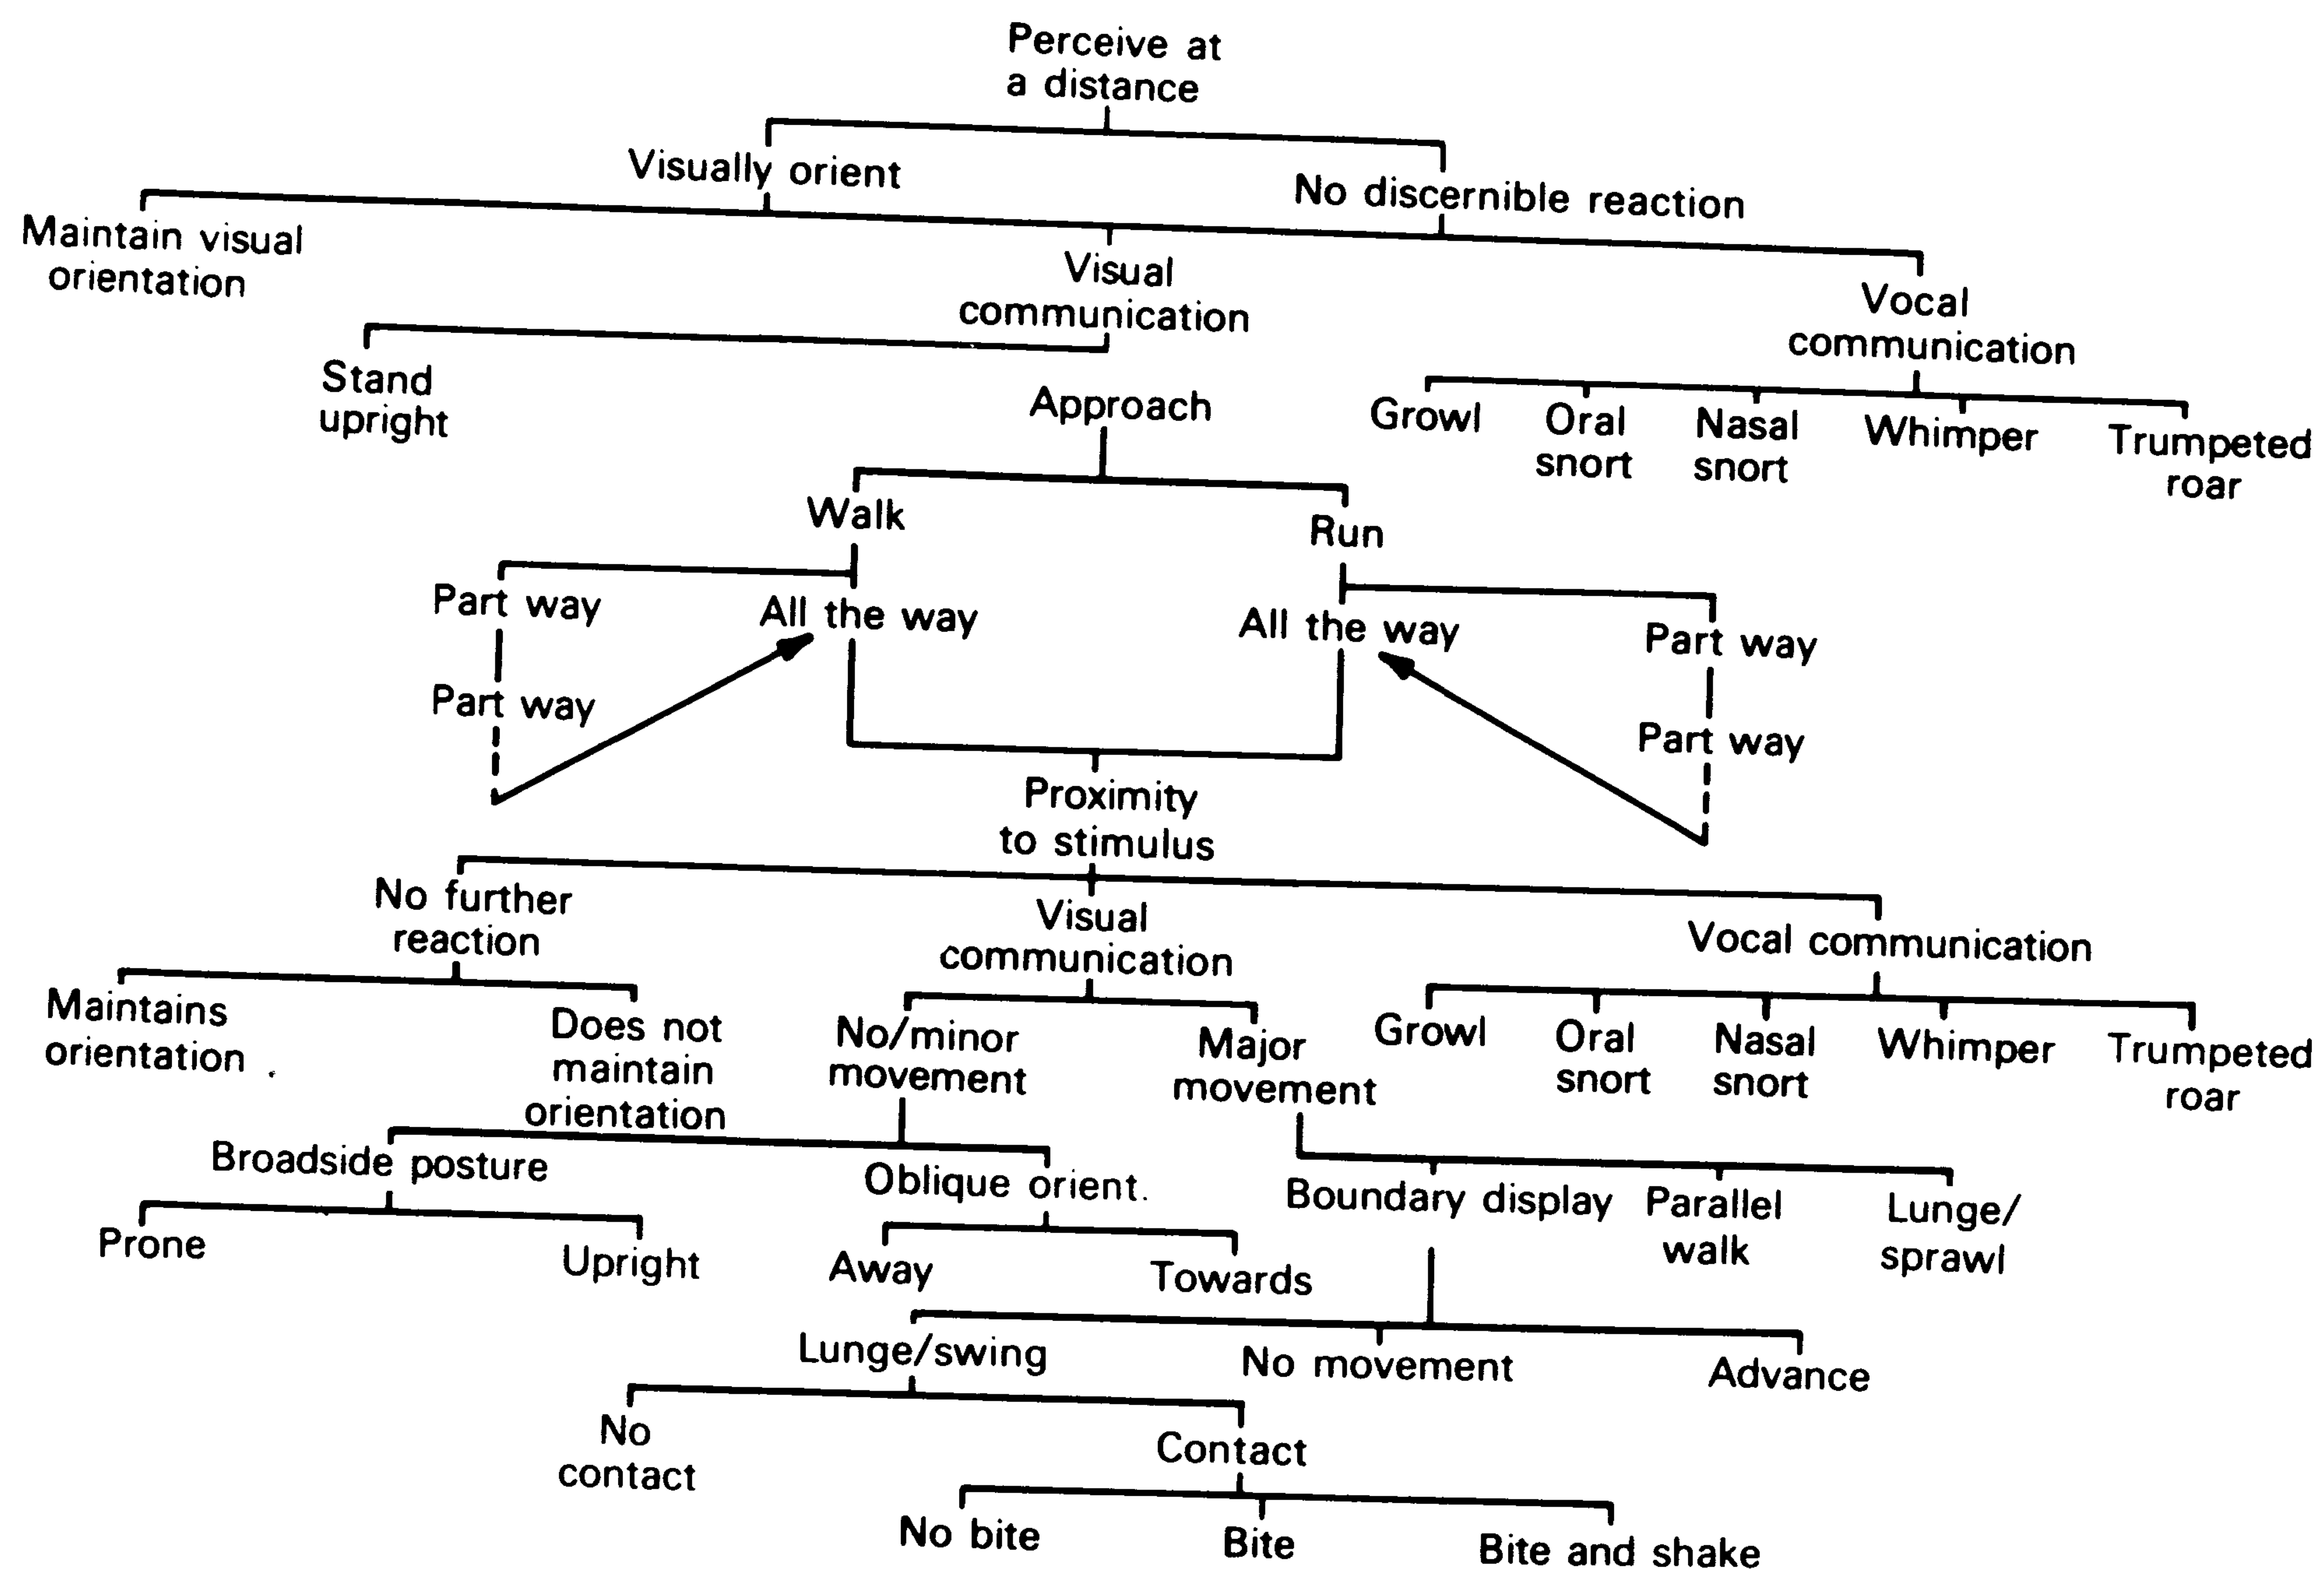 Perceive at
a distance
Visually orient
No discernible reaction
Maintain visual
orientation
Visual
communication
Vocal
communication
Stand
upright
Approach
Growl
Oral
snort
Nasal
snort
Whimper
Trumpeted
roar
Walk
Run
Part way
All the way
All the way
Part way
Part way
Part way
Proximity
to stimulus
No further
reaction
Visual
communication
Vocal communication
Maintains
orientation
Does not
maintain
orientation
No/minor
movement
Major
movement
Growl
Oral
snort
Nasal
snort
Whimper
Trumpeted
roar
Broadside posture
Oblique orient.
Boundary display
Parallel
walk
Lunge/
sprawl
Prone
Upright
Away
Towards
Lunge/swing
No movement
Advance
No
contact
Contact
No bite
Bite
Bite and shake